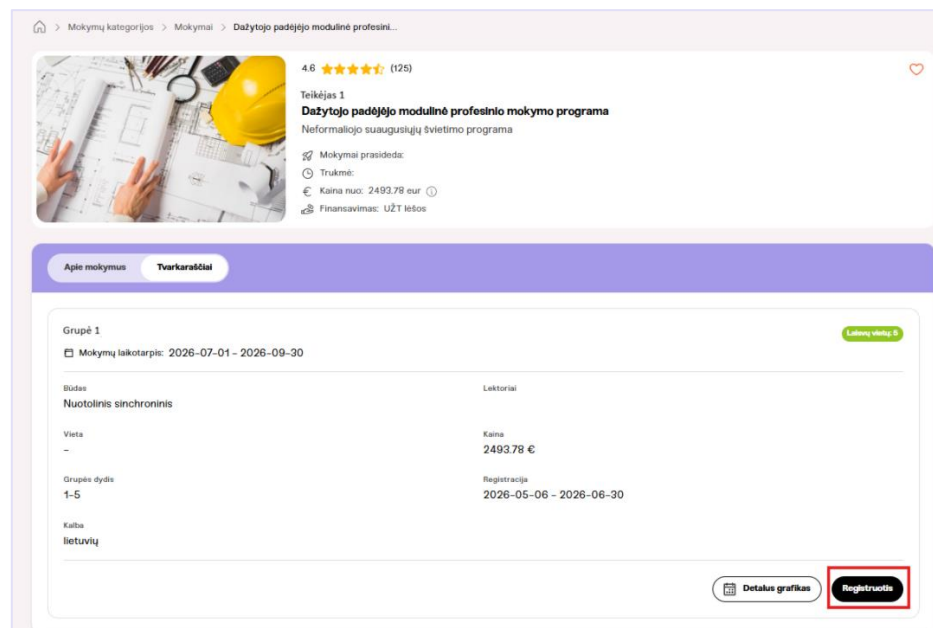 Mokymų kategorijos > Mokymai > Dažytojo padėjėjo modulinė profesini...
4.6 (125)
Teikėjas 1
Dažytojo padėjėjo modulinė profesinio mokymo programa
Neformaliojo suaugusiųjų švietimo programa
Mokymai prasideda:
Trukmė:
Kaina nuo: 2493.78 eur
Finansavimas: UŽT lėšos
Apie mokymus Tvarkaraščiai
Grupė 1 Laisvų vietų: 5
Mokymų laikotarpis: 2026-07-01 - 2026-09-30
Būdas Lektoriai
Nuotolinis sinchroninis
Vieta Kaina
- 2493.78 €
Grupės dydis Registracija
1-5 2026-05-06 - 2026-06-30
Kalba
lietuvių
Detalus grafikas Registruotis